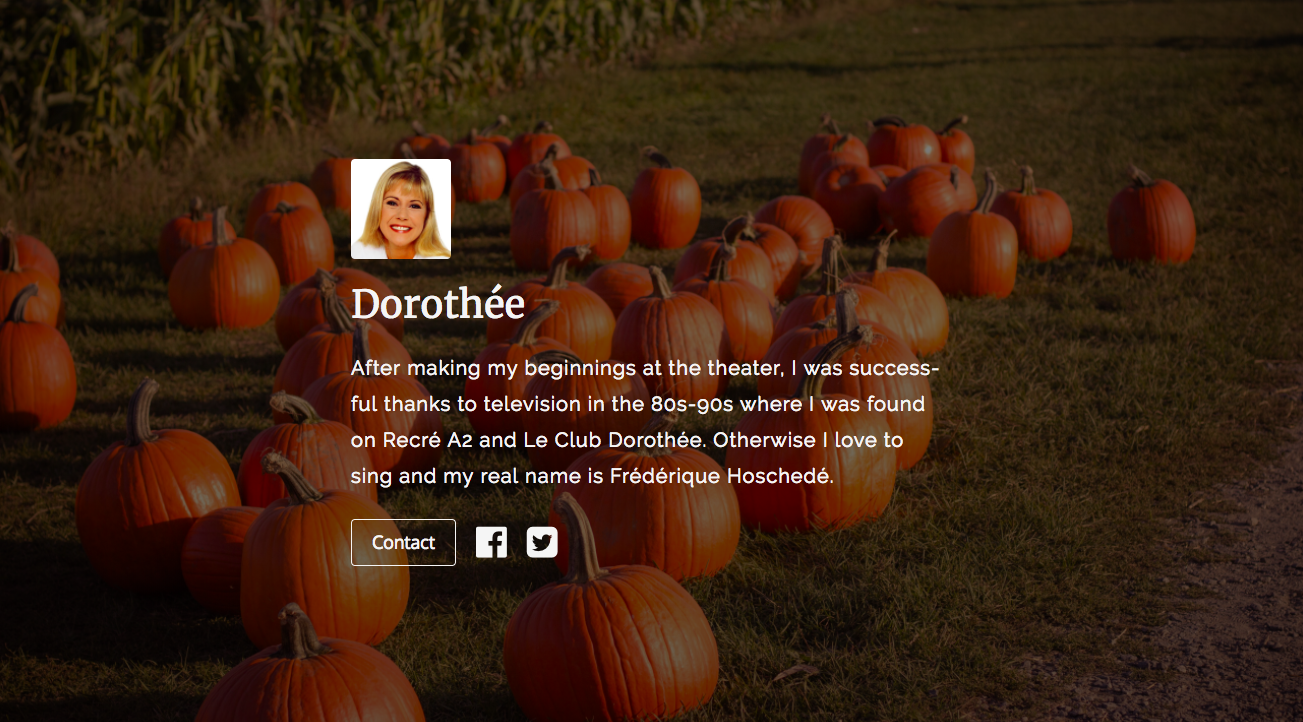 Dorothée
After making my beginnings at the theater, I was success-
ful thanks to television in the 80s-90s where I was found
on Recré A2 and Le Club Dorothée. Otherwise I love to
sing and my real name is Frédérique Hoschedé.
Contact